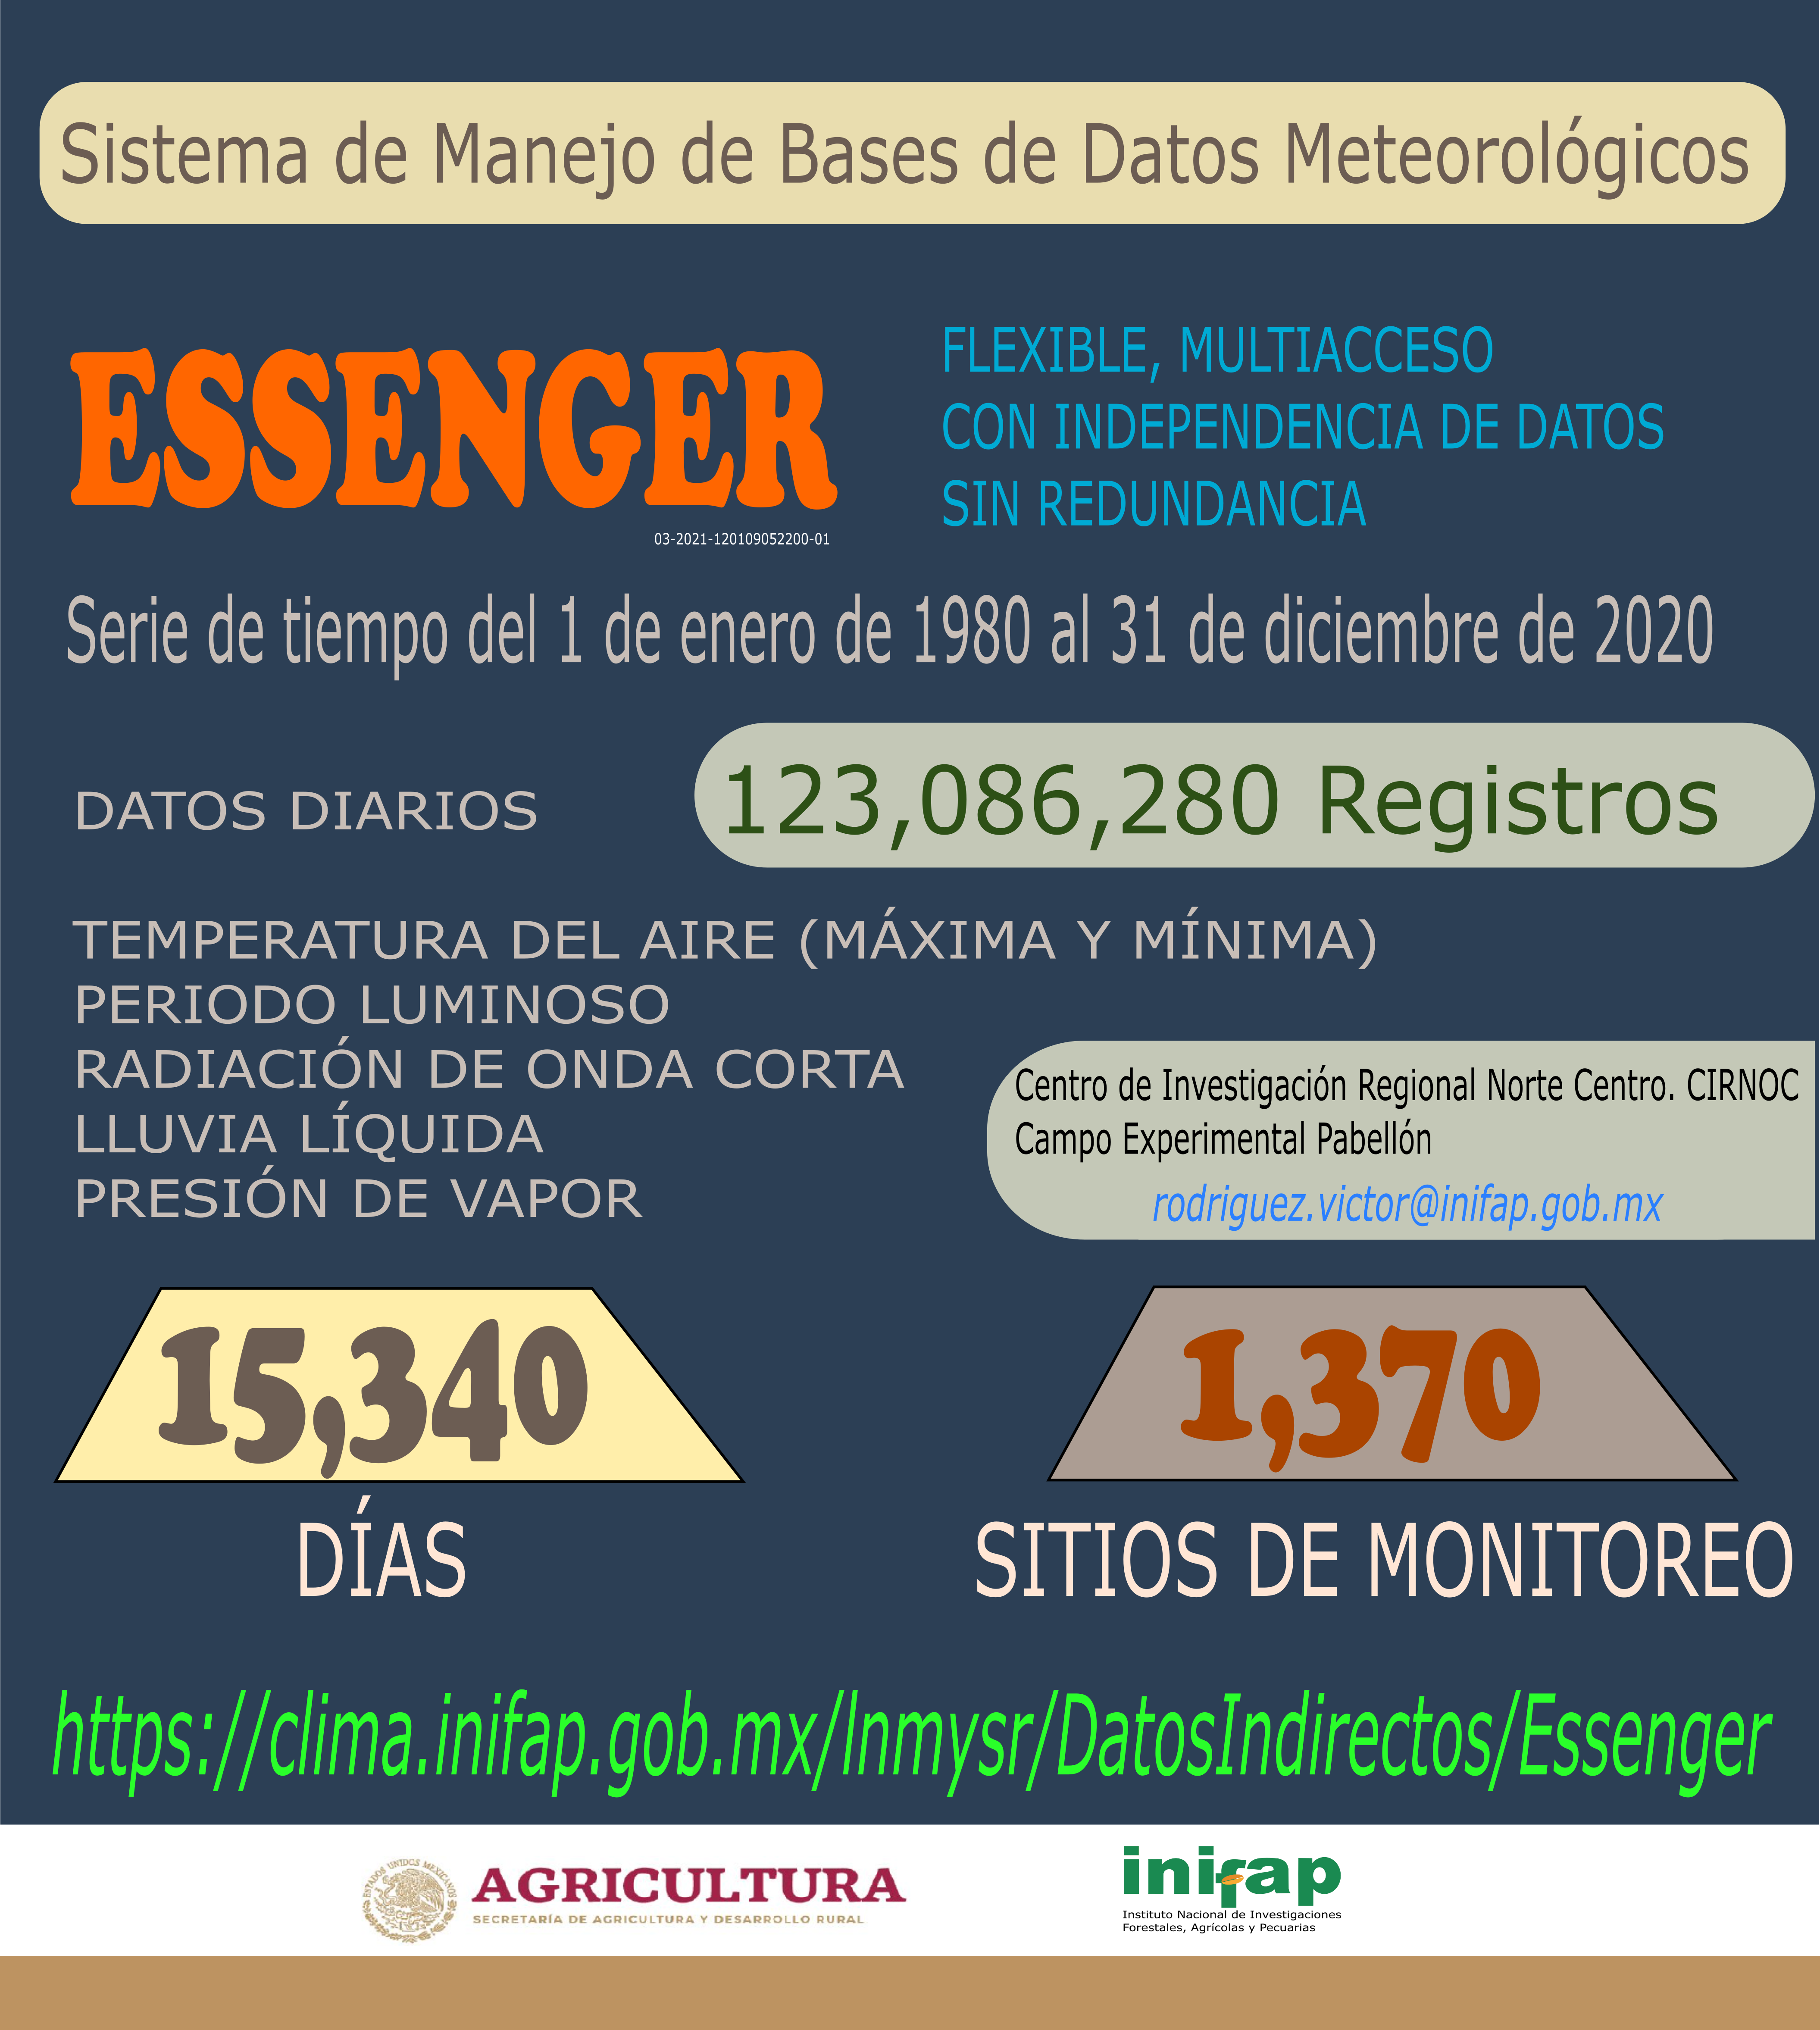 Sistema de Manejo de Bases de Datos Meteorológicos
ESSENGER
03-2021-120109052200-01
FLEXIBLE, MULTIACCESO
CON INDEPENDENCIA DE DATOS
SIN REDUNDANCIA
Serie de tiempo del 1 de enero de 1980 al 31 de diciembre de 2020
DATOS DIARIOS
123,086,280 Registros
TEMPERATURA DEL AIRE (MÁXIMA Y MÍNIMA)
PERIODO LUMINOSO
RADIACIÓN DE ONDA CORTA
LLUVIA LÍQUIDA
PRESIÓN DE VAPOR
Centro de Investigación Regional Norte Centro. CIRNOC
Campo Experimental Pabellón
rodriguez.victor@inifap.gob.mx
15,340
DÍAS
1,370
SITIOS DE MONITOREO
https://clima.inifap.gob.mx/lnmysr/DatosIndirectos/Essenger
ESTADOS UNIDOS MEXICANOS
AGRICULTURA
SECRETARÍA DE AGRICULTURA Y DESARROLLO RURAL
inifap
Instituto Nacional de Investigaciones
Forestales, Agrícolas y Pecuarias